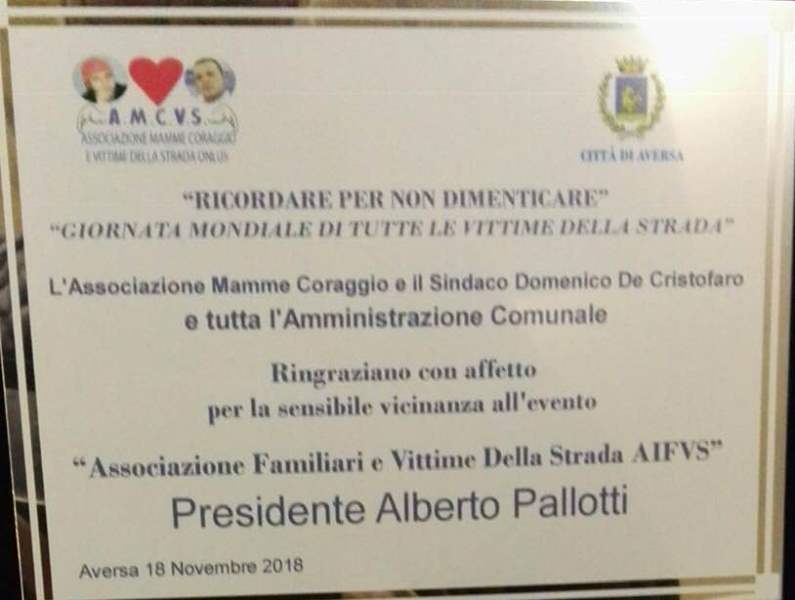 A.M.C.V.S.
ASSOCIAZIONE MAMME CORAGGIO
E VITTIME DELLA STRADA ONLUS
CITTÀ DI AVERSA
“RICORDARE PER NON DIMENTICARE”
“GIORNATA MONDIALE DI TUTTE LE VITTIME DELLA STRADA”
L'Associazione Mamme Coraggio e il Sindaco Domenico De Cristofaro
e tutta l'Amministrazione Comunale
Ringraziano con affetto
per la sensibile vicinanza all'evento
“Associazione Familiari e Vittime Della Strada AIFVS”
Presidente Alberto Pallotti
Aversa 18 Novembre 2018